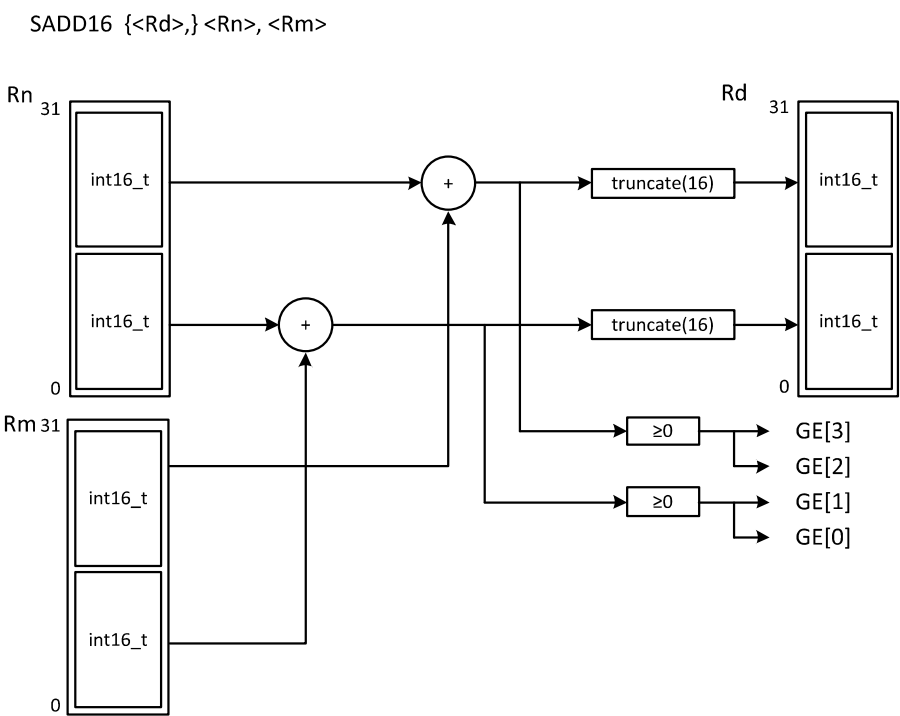 SADD16 {<Rd>,} <Rn>, <Rm>
Rn
31
int16_t
int16_t
0
Rm
31
int16_t
int16_t
0
+
+
truncate(16)
truncate(16)
Rd
31
int16_t
int16_t
0
≥0
GE[3]
GE[2]
≥0
GE[1]
GE[0]